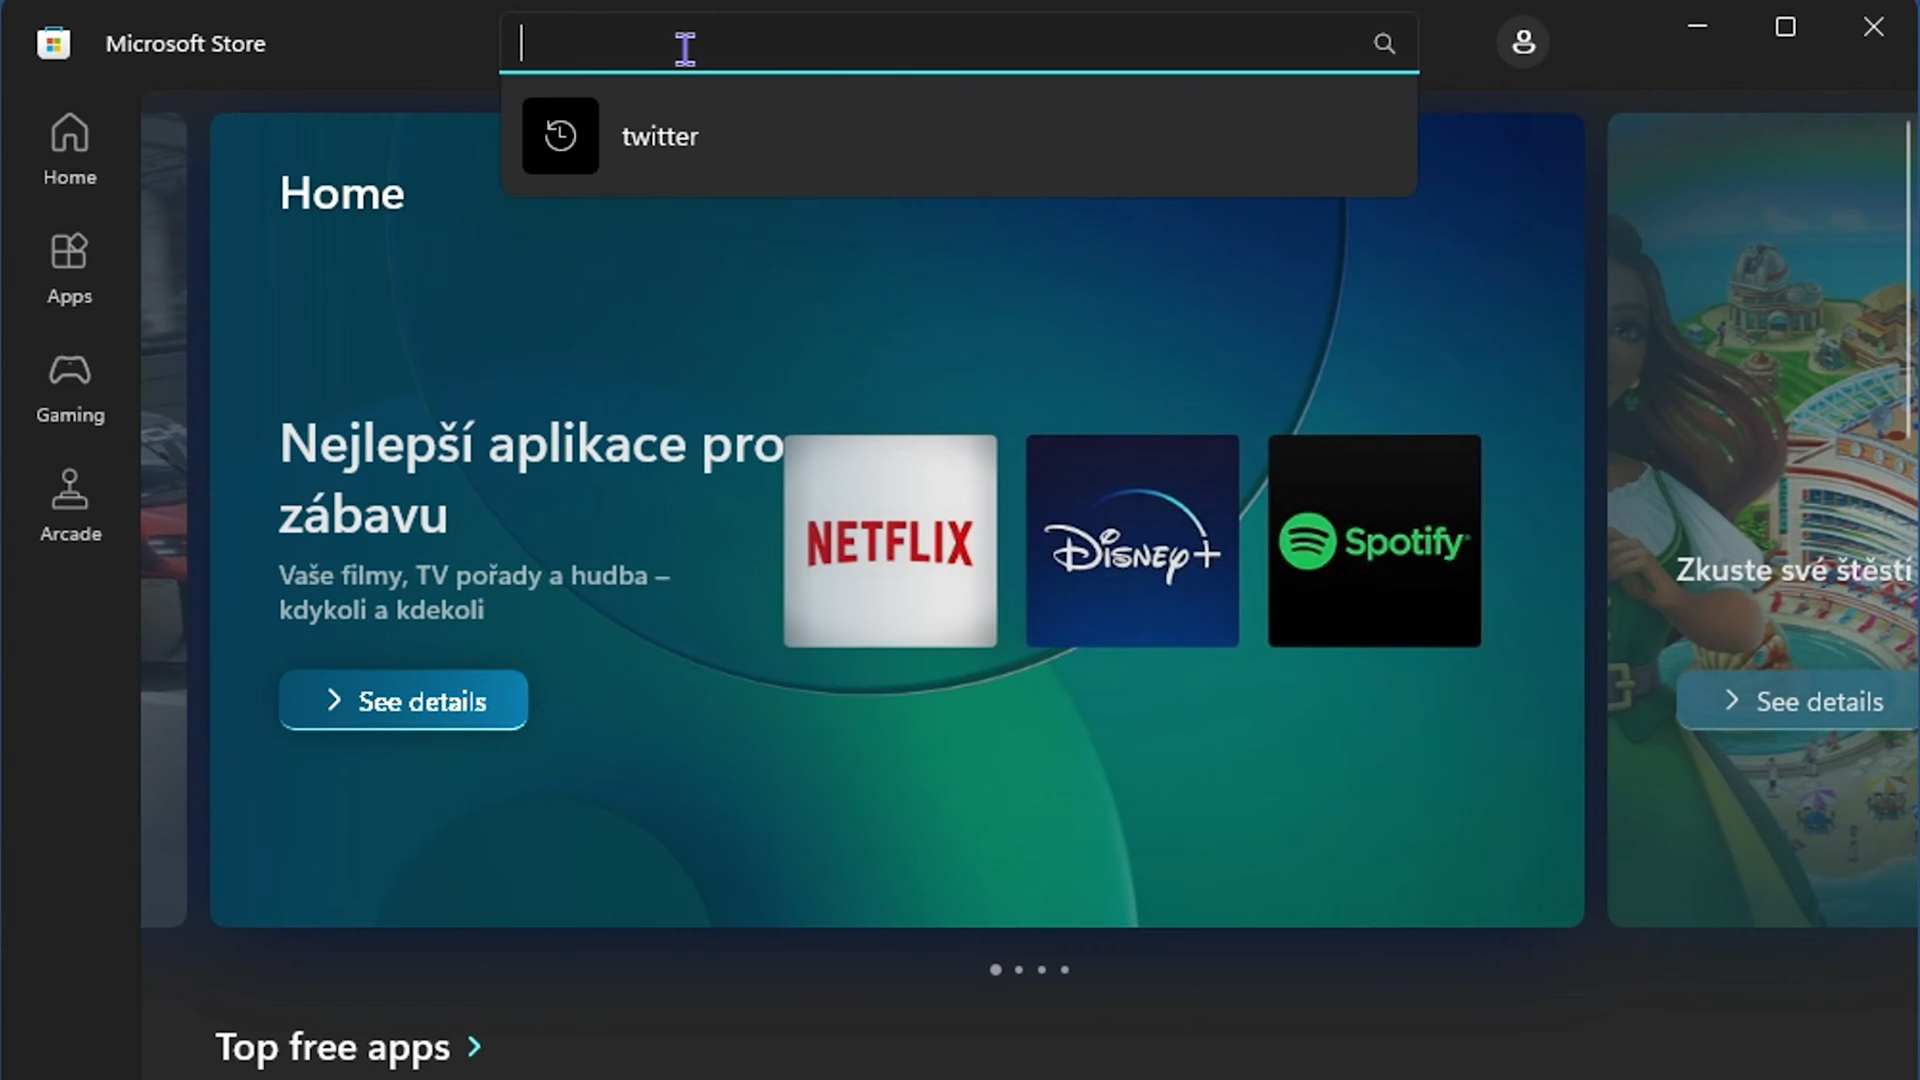 Microsoft Store
twitter
Home
Apps
Gaming
Arcade
Home
Nejlepší aplikace pro
zábavu
Vaše filmy, TV pořady a hudba –
kdykoli a kdekoli
See details
NETFLIX
Disney+
Spotify
Zkuste své štěstí
See details
Top free apps